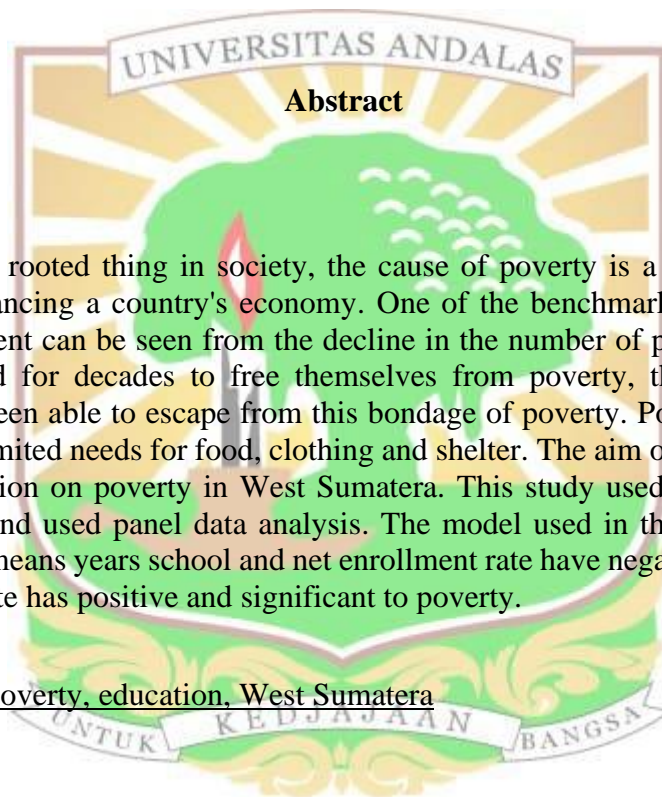 UNIVERSITAS ANDALAS
Abstract
rooted thing in society, the cause of poverty is a
ancing a country's economy. One of the benchmark
ent can be seen from the decline in the number of p
d for decades to free themselves from poverty, th
een able to escape from this bondage of poverty. Po
mited needs for food, clothing and shelter. The aim o
ion on poverty in West Sumatera. This study used
nd used panel data analysis. The model used in th
means years school and net enrollment rate have nega
te has positive and significant to poverty.
overty, education, West Sumatera
UNTUK KEDJAJAAN BANGSA